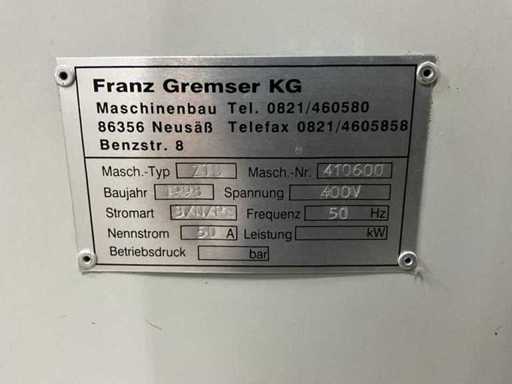 Franz Gremser KG
Maschinenbau Tel. 0821/460580
86356 Neusäß Telefax 0821/4605858
Benzstr. 8
Masch.-Typ Masch.-Nr. 410600
Baujahr Spannung 400V
Stromart Frequenz 50 Hz
Nennstrom A Leistung kW
Betriebsdruck bar